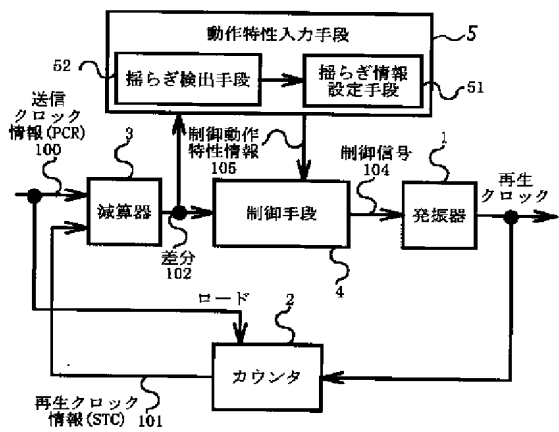 動作特性入力手段
5
52
揺らぎ検出手段
揺らぎ情報
設定手段
51
送信
クロック
情報(PCR)
100
3
減算器
差分
102
制御動作
特性情報
105
制御手段
4
制御信号
104
1
発振器
再生
クロック
ロード
2
カウンタ
再生クロック
情報(STC)
101